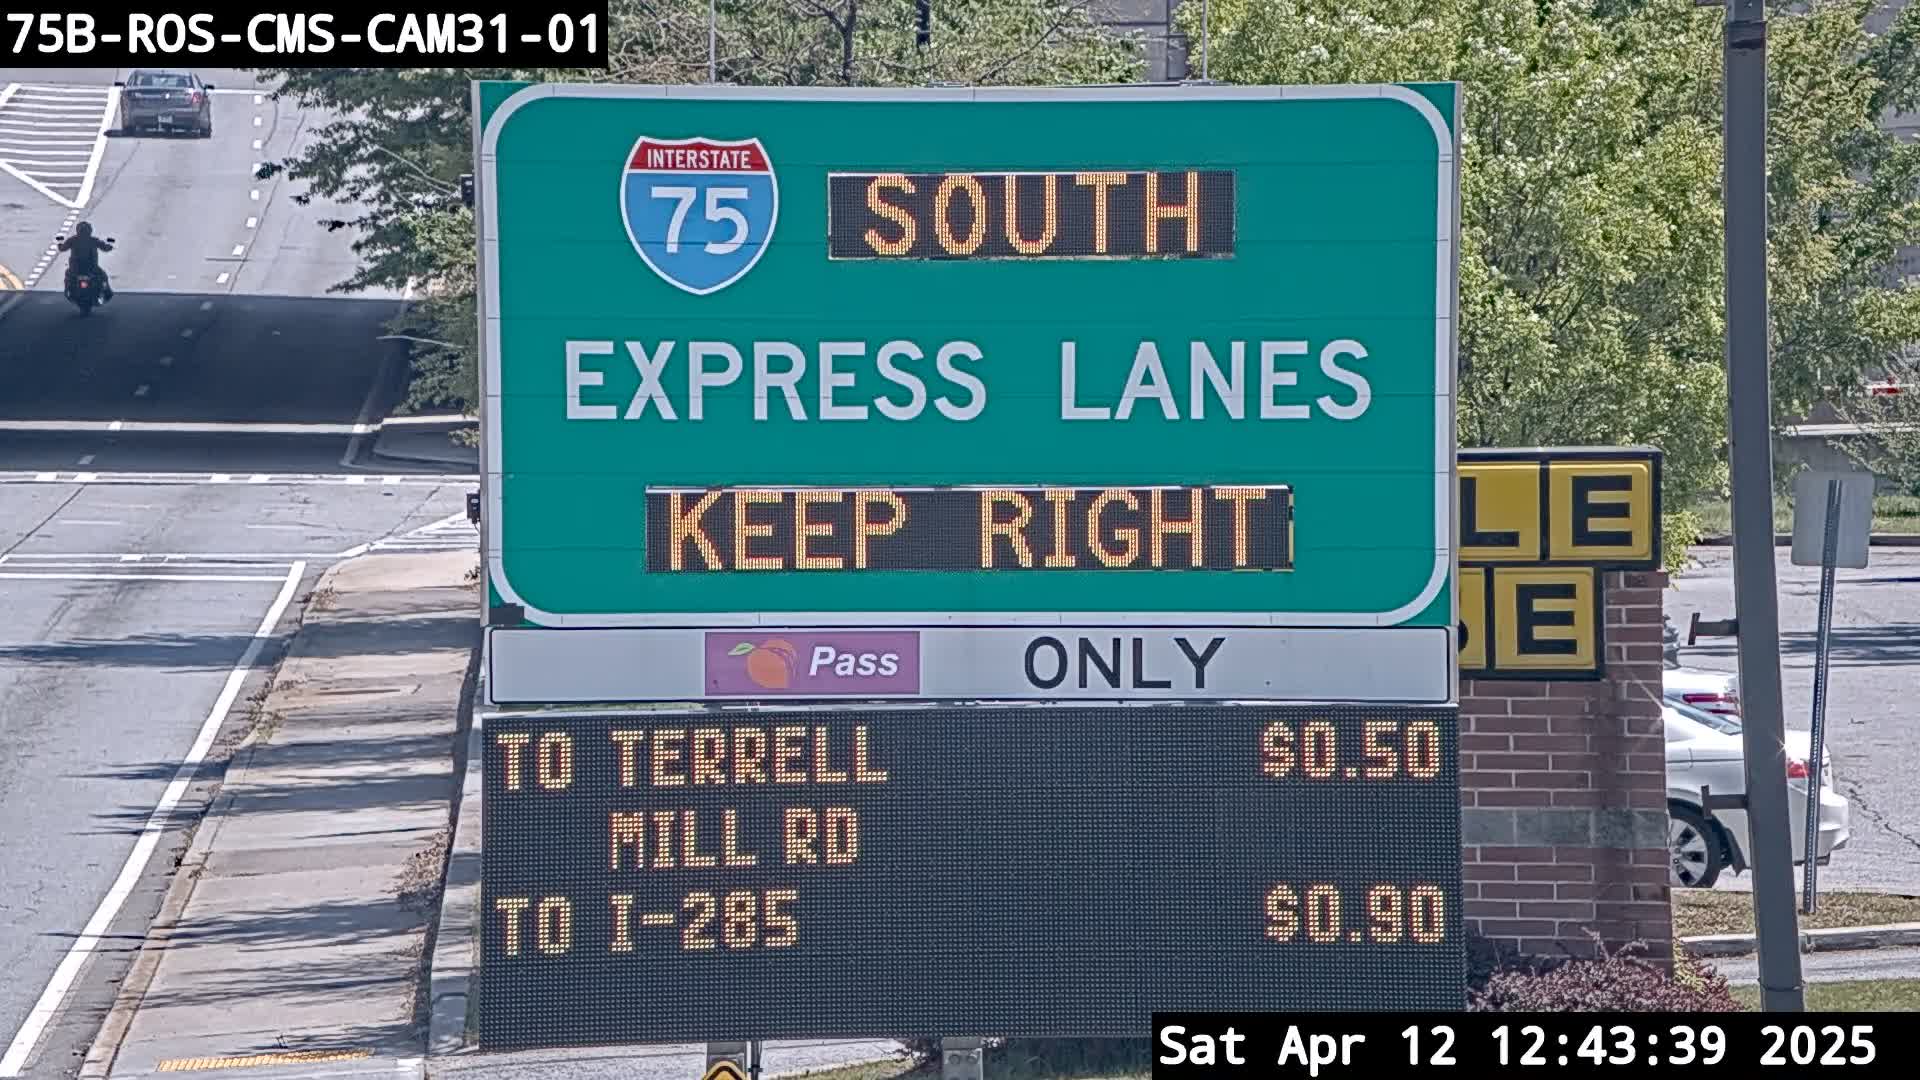 75B-ROS-CMS-CAM31-01
INTERSTATE
75
SOUTH
EXPRESS LANES
KEEP RIGHT
Pass ONLY
TO TERRELL $0.50
MILL RD
TO I-285 $0.90
LE
E
Sat Apr 12 12:43:39 2025